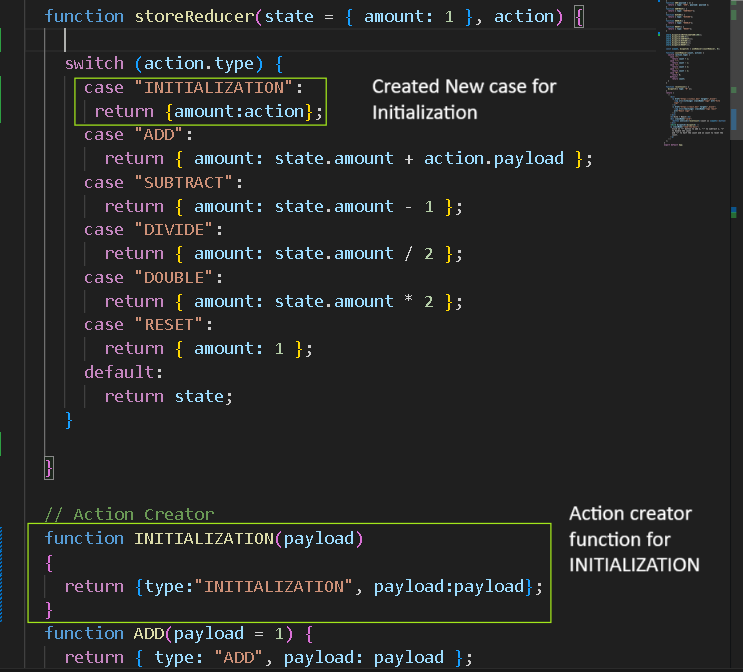 function storeReducer(state = { amount: 1 }, action) {
switch (action.type) {
case "INITIALIZATION":
return {amount:action};
Created New case for
Initialization
case "ADD":
return { amount: state.amount + action.payload };
case "SUBTRACT":
return { amount: state.amount - 1 };
case "DIVIDE":
return { amount: state.amount / 2 };
case "DOUBLE":
return { amount: state.amount * 2 };
case "RESET":
return { amount: 1 };
default:
return state;
}
}
// Action Creator
function INITIALIZATION(payload)
{
return {type:"INITIALIZATION", payload:payload};
}
Action creator
function for
INITIALIZATION
function ADD(payload = 1) {
return { type: "ADD", payload: payload };